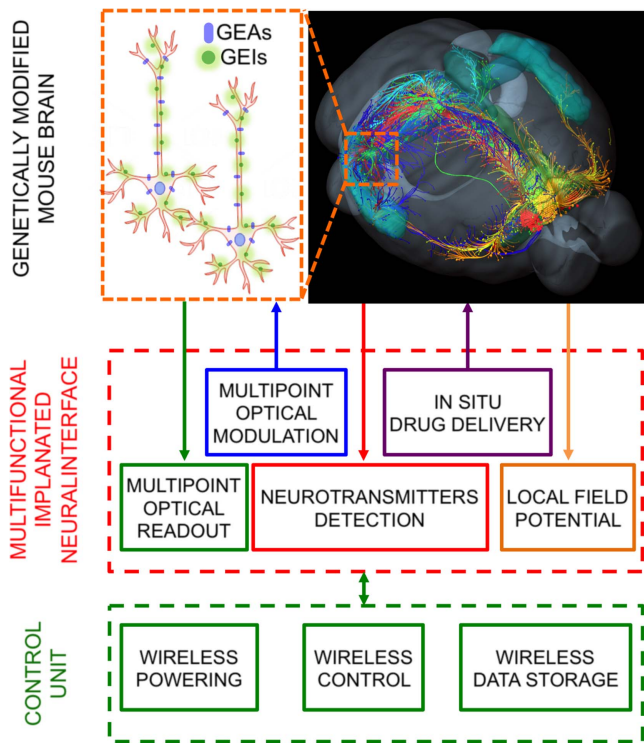 GENETICALLY MODIFIED
MOUSE BRAIN
GEAs
GEIs
MULTIFUNCTIONAL
IMPLANATED
NEURALINTERFACE
MULTIPOINT
OPTICAL
MODULATION
IN SITU
DRUG DELIVERY
MULTIPOINT
OPTICAL
READOUT
NEUROTRANSMITTERS
DETECTION
LOCAL FIELD
POTENTIAL
CONTROL
UNIT
WIRELESS
POWERING
WIRELESS
CONTROL
WIRELESS
DATA STORAGE